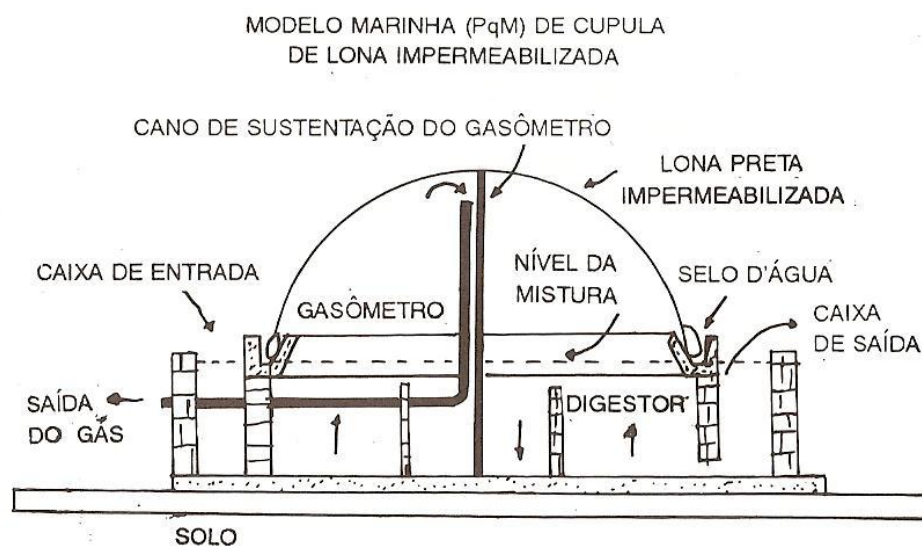 MODELO MARINHA (PqM) DE CUPULA
DE LONA IMPERMEABILIZADA
CANO DE SUSTENTAÇÃO DO GASÔMETRO
LONA PRETA
IMPERMEABILIZADA
CAIXA DE ENTRADA
NÍVEL DA
MISTURA
SELO D'ÁGUA
GASÔMETRO
CAIXA
DE SAÍDA
SAÍDA
DO GÁS
DIGESTOR
SOLO